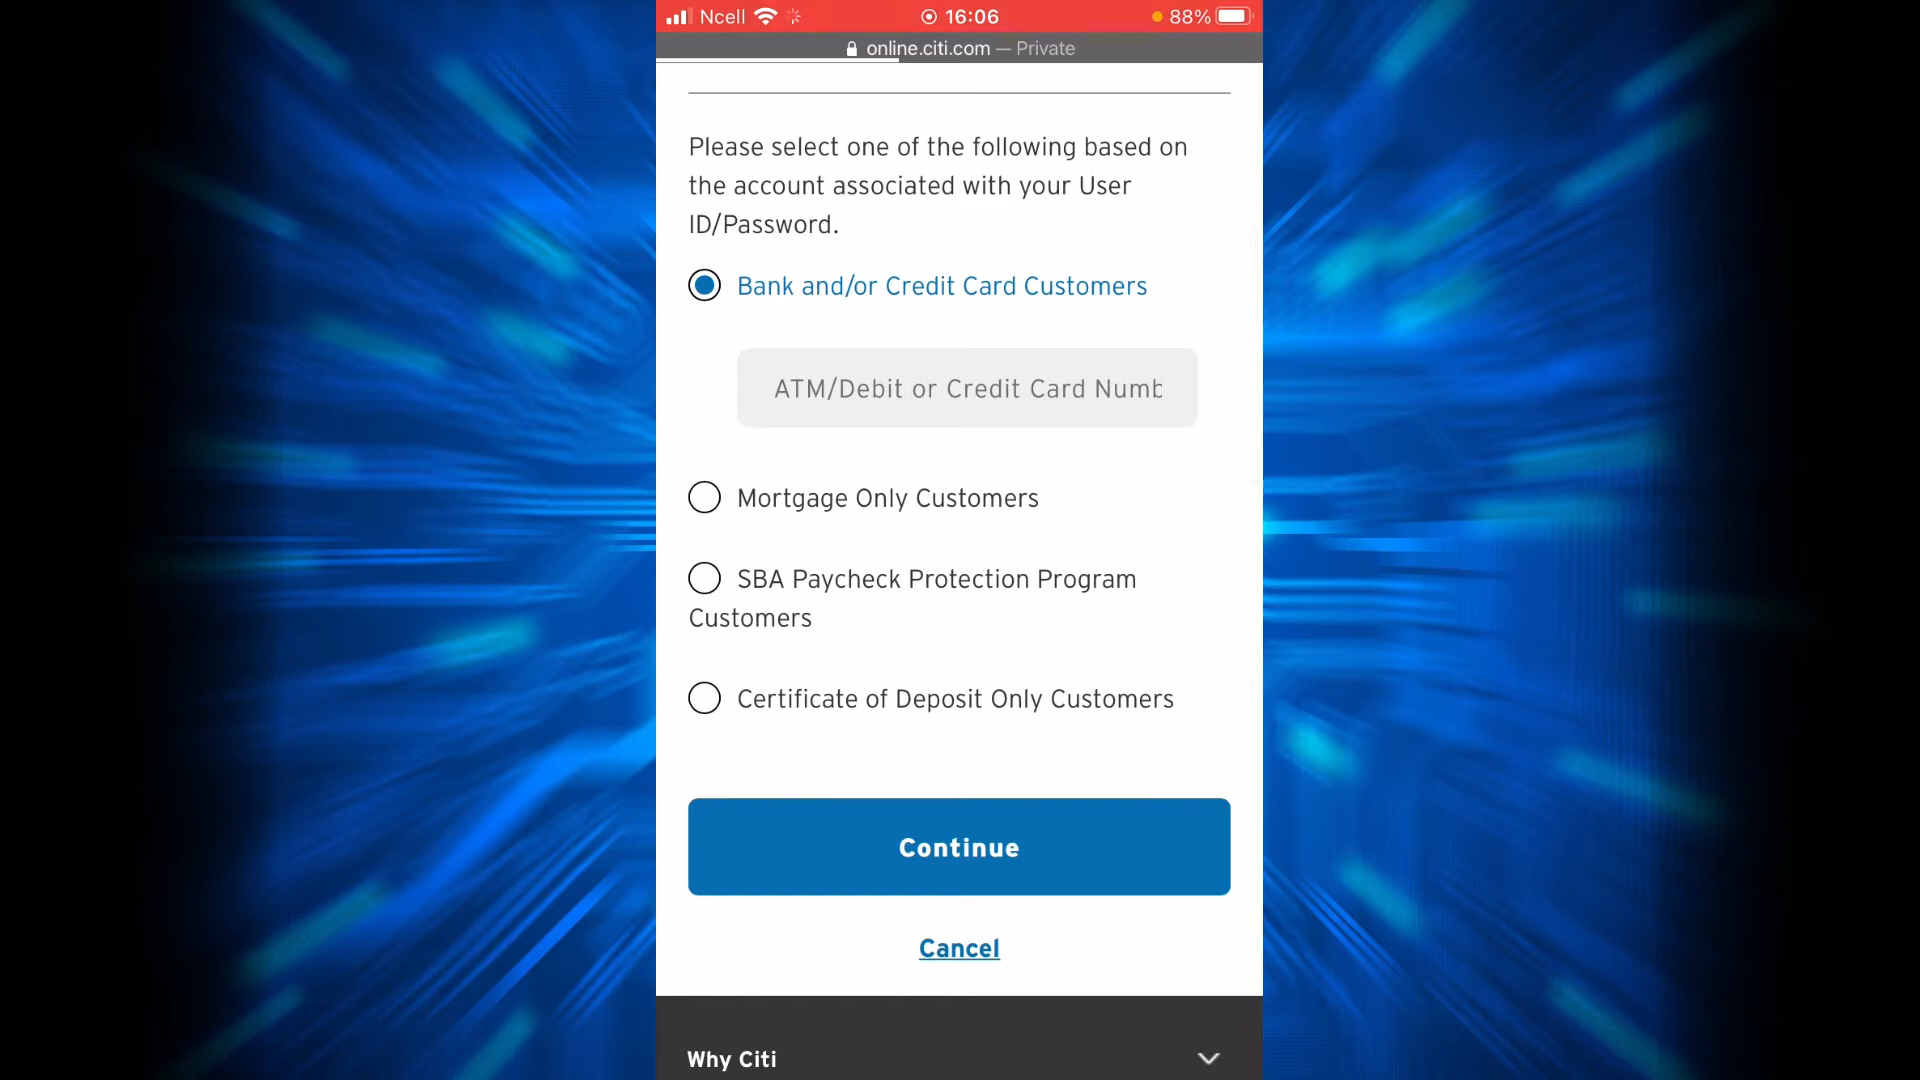 Ncell 16:06 88%
online.citi.com — Private
Please select one of the following based on
the account associated with your User
ID/Password.
Bank and/or Credit Card Customers
ATM/Debit or Credit Card Numb
Mortgage Only Customers
SBA Paycheck Protection Program
Customers
Certificate of Deposit Only Customers
Continue
Cancel
Why Citi